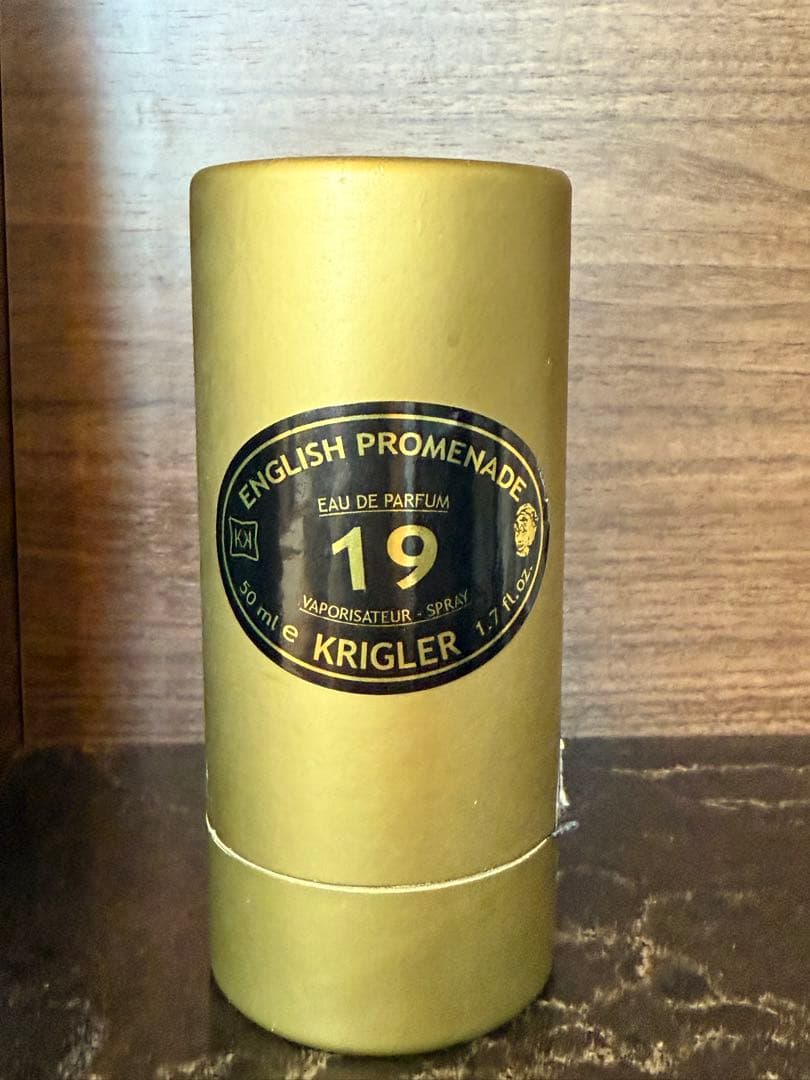 ENGLISH PROMENADE
EAU DE PARFUM
19
VAPORISATEUR - SPRAY
50 ml e
KRIGLER
1.7 fl.oz.